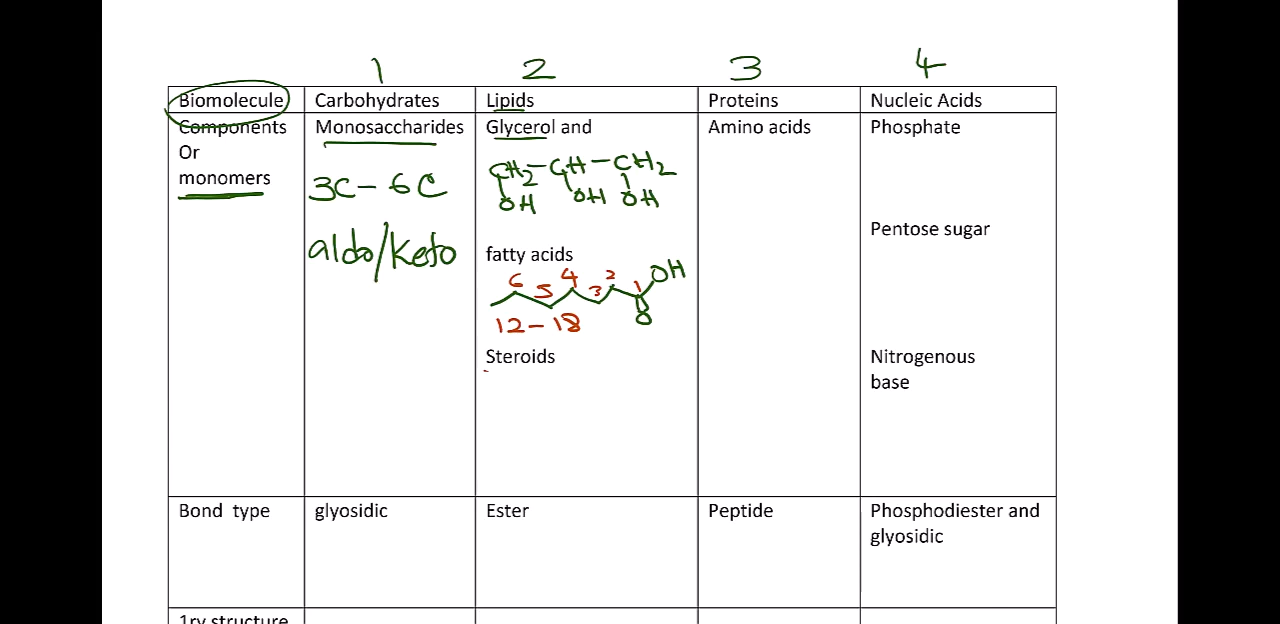 1 2 3 4
Biomolecule Carbohydrates Lipids Proteins Nucleic Acids
Components Monosaccharides Glycerol and Amino acids Phosphate
Or
monomers
3C - 6C
CH2 - CH - CH2
OH OH OH
Pentose sugar
aldo/keto
fatty acids
6 5 4 3 2 1 OH
O
12 - 18
Steroids Nitrogenous
base
Bond type glyosidic Ester Peptide Phosphodiester and
glyosidic
1ry structure